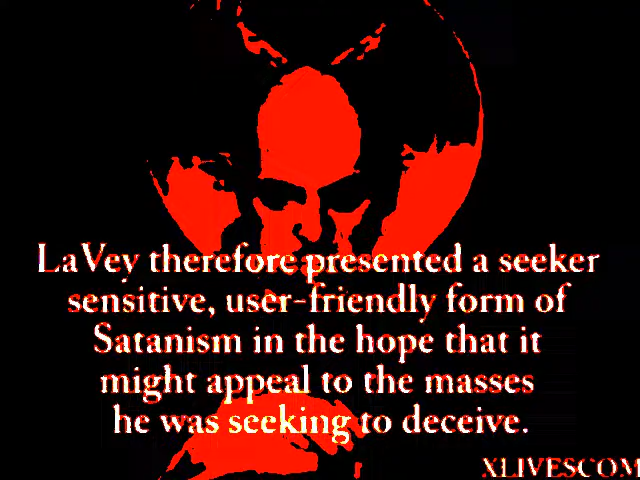 LaVey therefore presented a seeker
sensitive, user-friendly form of
Satanism in the hope that it
might appeal to the masses
he was seeking to deceive.
XLIVESCOM